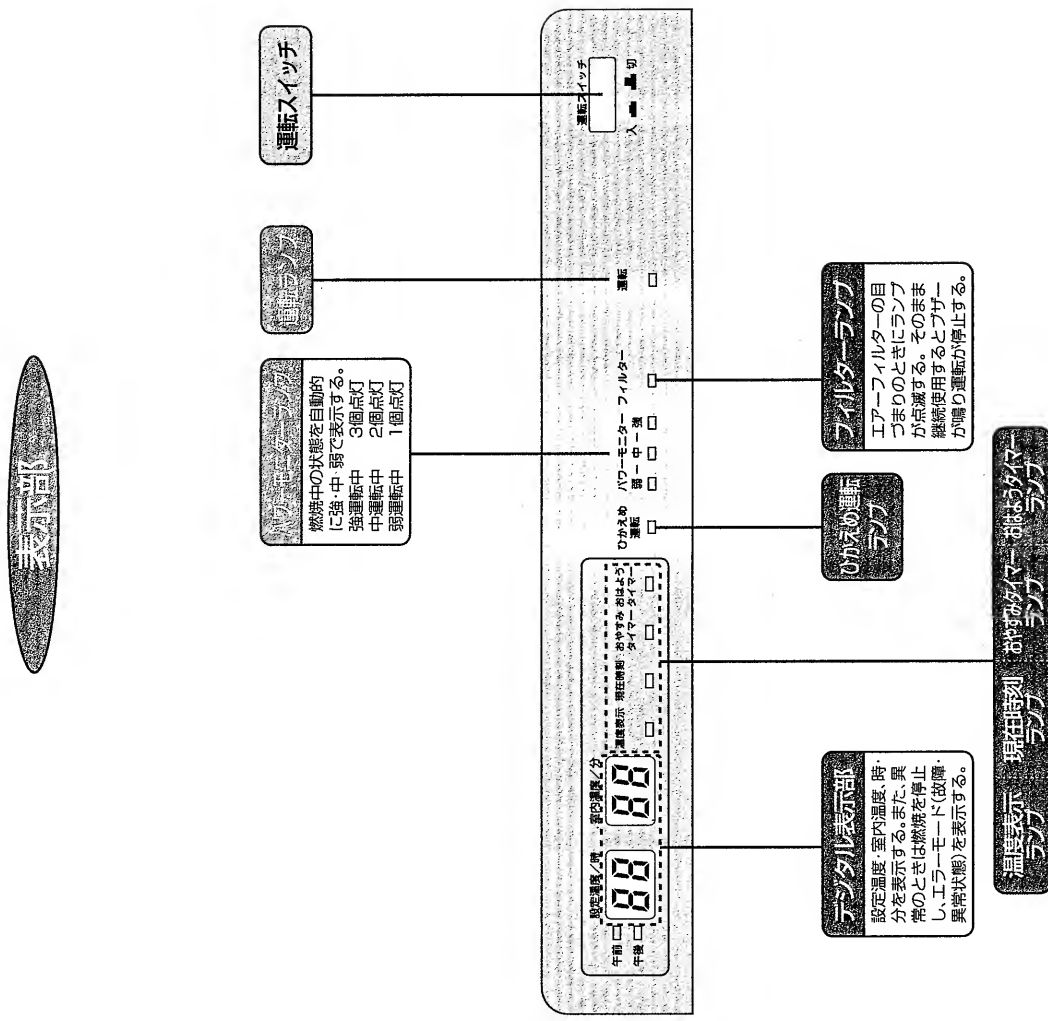 表示部
パワーモニターランプ
燃焼中の状態を自動的
に強・中・弱で表示する。
強運転中　3個点灯
中運転中　2個点灯
弱運転中　1個点灯
運転ランプ
運転スイッチ
設定温度／時
室内温度／分
午前
午後
88 88
温度表示 現在時刻 おやすみタイマー おはようタイマー
ひかえめ
運転
パワーモニター
弱－中－強
フィルター
運転
運転スイッチ
入 切
デジタル表示部
設定温度・室内温度、時・
分を表示する。また、異
常のときは燃焼を停止
し、エラーモード(故障・
異常状態)を表示する。
ひかえめ運転
ランプ
フィルターランプ
エアーフィルターの目
づまりのときにランプ
が点滅する。そのまま
継続使用するとブザー
が鳴り運転が停止する。
温度表示ランプ
現在時刻ランプ
おやすみタイマーランプ
おはようタイマーランプ